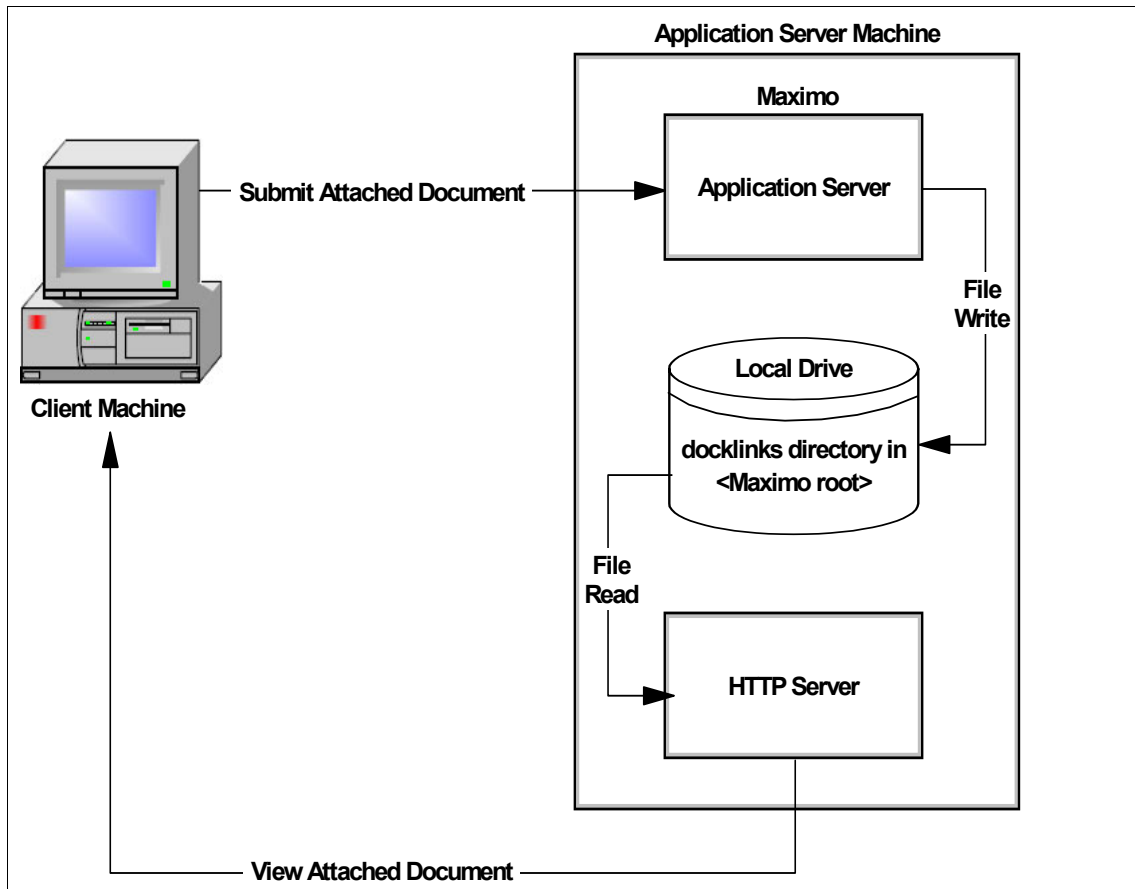 Application Server Machine
Maximo
Submit Attached Document
Application Server
File
Write
Local Drive
docklinks directory in
<Maximo root>
Client Machine
File
Read
HTTP Server
View Attached Document